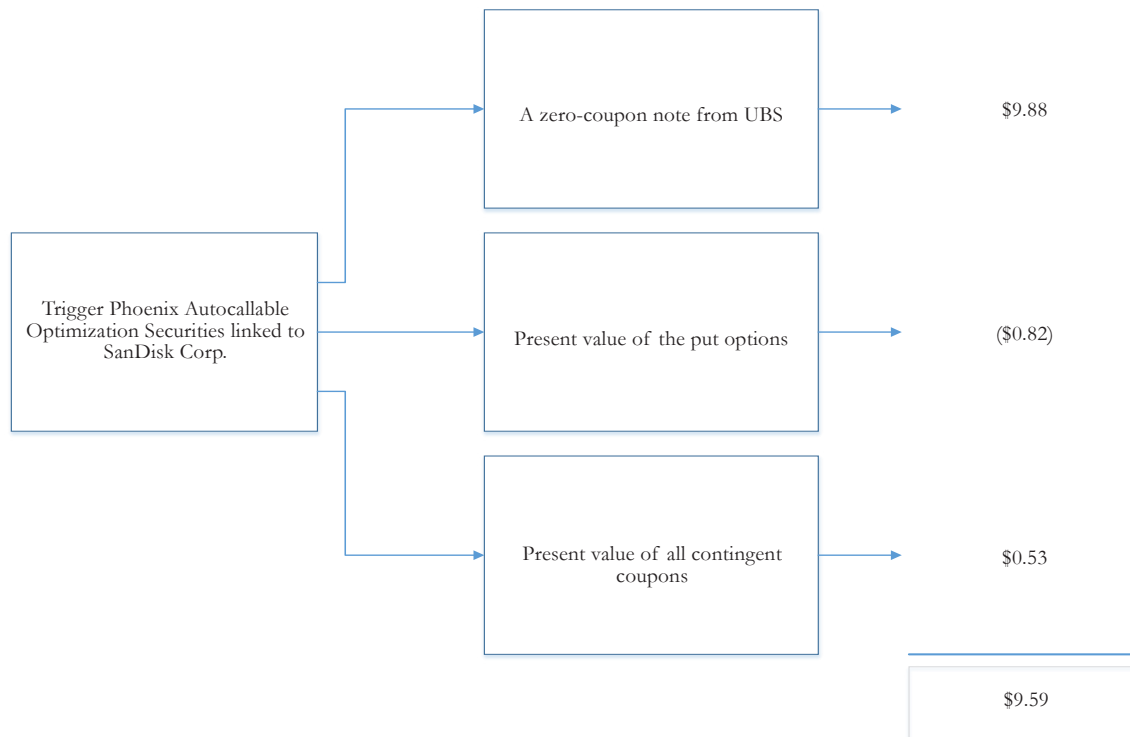 A zero-coupon note from UBS
$9.88
Trigger Phoenix Autocallable
Optimization Securities linked to
SanDisk Corp.
Present value of the put options
($0.82)
Present value of all contingent
coupons
$0.53
$9.59